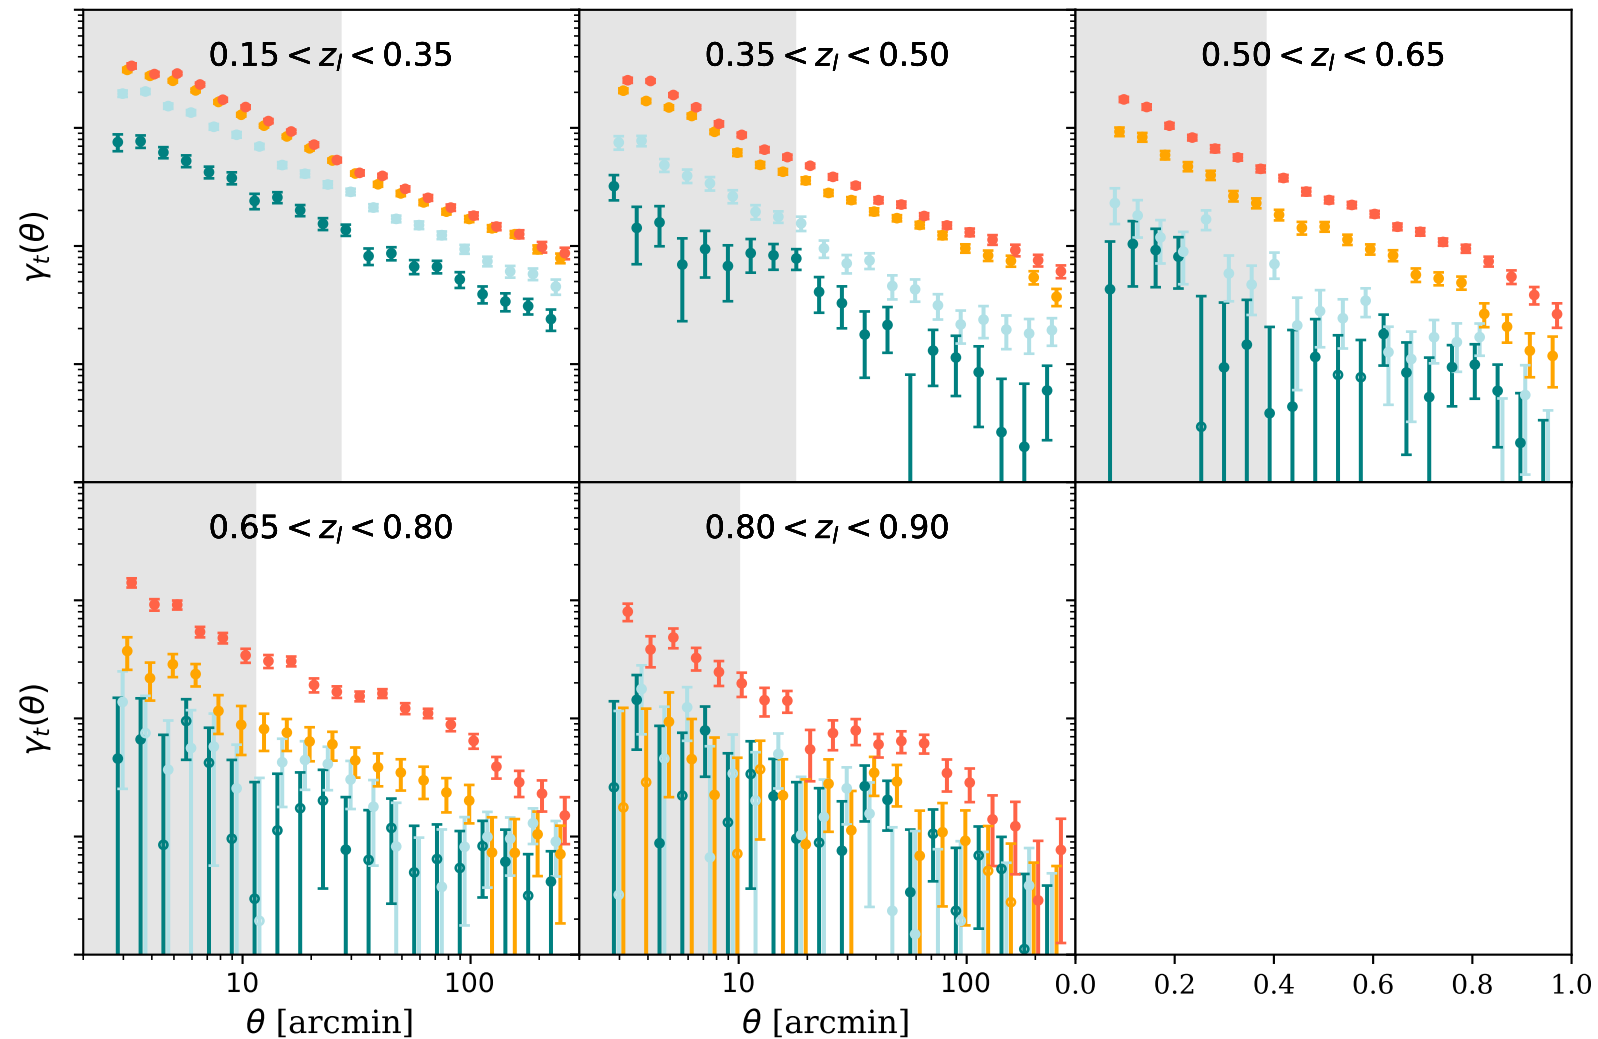 0.15 < z_l < 0.35
0.35 < z_l < 0.50
0.50 < z_l < 0.65
γ_t(θ)
0.65 < z_l < 0.80
0.80 < z_l < 0.90
γ_t(θ)
10 100 10 100 0.0 0.2 0.4 0.6 0.8 1.0
θ [arcmin] θ [arcmin]